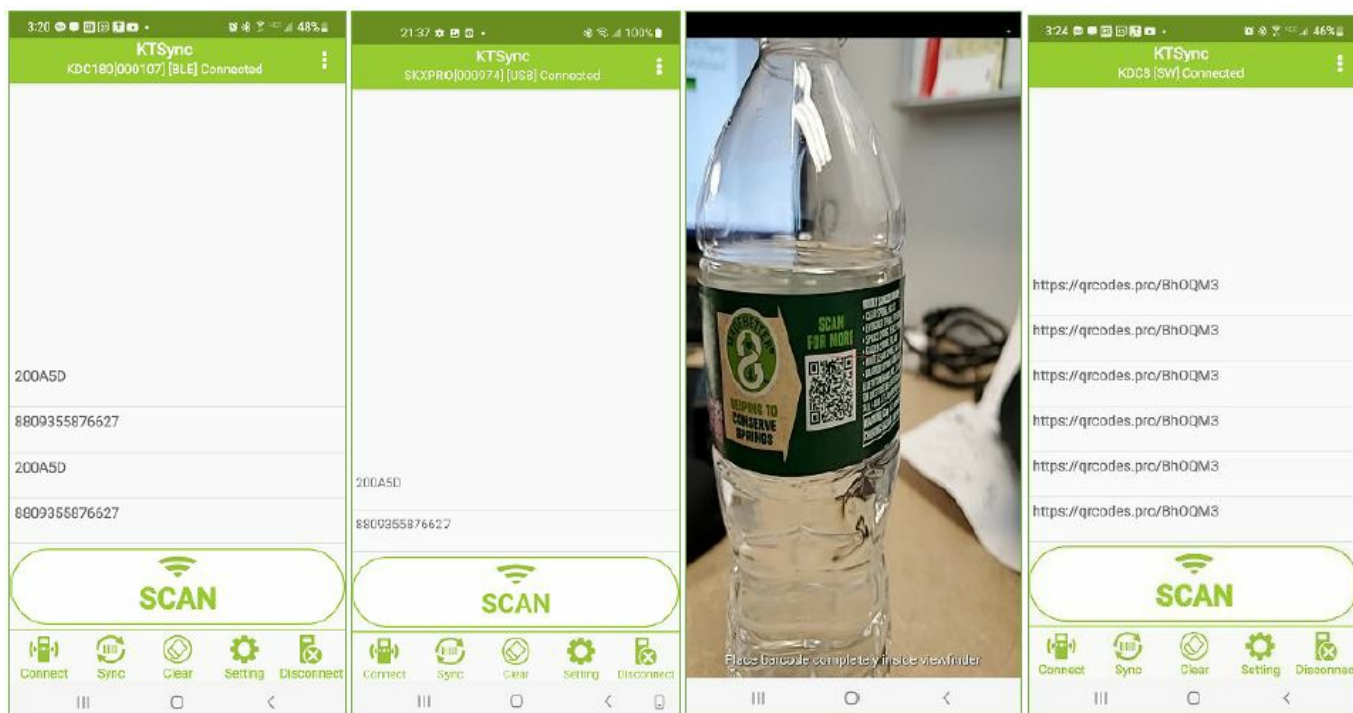 3:20
48%
KTSync
KDC180[000107] [BLE] Connected
200A5D
8809355876627
200A5D
8809355876627
SCAN
Connect
Sync
Clear
Setting
Disconnect
21:37
100%
KTSync
SKXPRO[000974] [USB] Connected
200A5D
8809355876627
SCAN
Connect
Sync
Clear
Setting
Disconnect
SCAN
FOR MORE
HELPING TO
CONSERVE
SPRINGS
Place barcode completely inside viewfinder
3:24
46%
KTSync
KDC8 [SW] Connected
https://qrcodes.pro/BhOQM3
https://qrcodes.pro/BhOQM3
https://qrcodes.pro/BhOQM3
https://qrcodes.pro/BhOQM3
https://qrcodes.pro/BhOQM3
https://qrcodes.pro/BhOQM3
SCAN
Connect
Sync
Clear
Setting
Disconnec